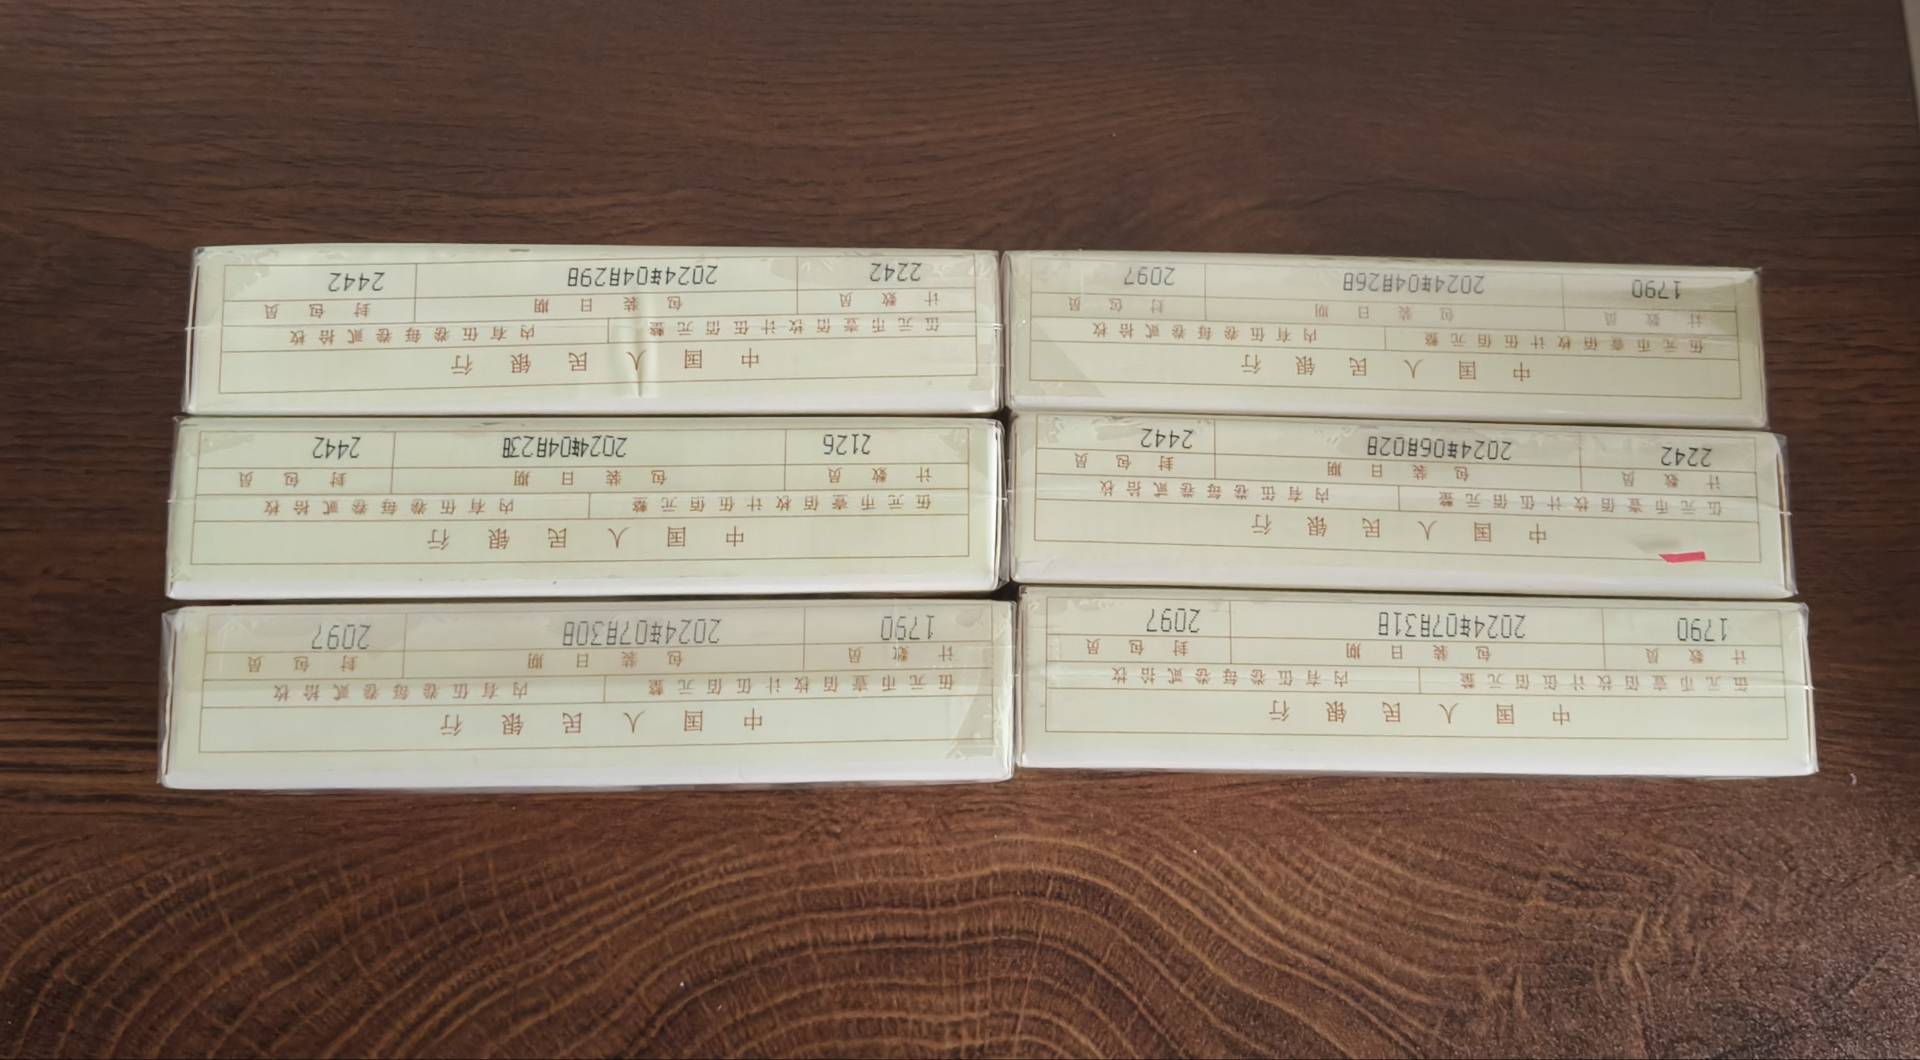 中国人民银行
伍元币壹佰枚计伍佰元整 内有伍卷每卷贰拾枚
计数员 包装日期 封包员
1790 2024年07月31日 2097
中国人民银行
伍元币壹佰枚计伍佰元整 内有伍卷每卷贰拾枚
计数员 包装日期 封包员
1790 2024年07月30日 2097
中国人民银行
伍元币壹佰枚计伍佰元整 内有伍卷每卷贰拾枚
计数员 包装日期 封包员
2242 2024年06月02日 2442
中国人民银行
伍元币壹佰枚计伍佰元整 内有伍卷每卷贰拾枚
计数员 包装日期 封包员
2126 2024年04月23日 2442
中国人民银行
伍元币壹佰枚计伍佰元整 内有伍卷每卷贰拾枚
计数员 包装日期 封包员
1790 2024年04月26日 2097
中国人民银行
伍元币壹佰枚计伍佰元整 内有伍卷每卷贰拾枚
计数员 包装日期 封包员
2242 2024年04月29日 2442